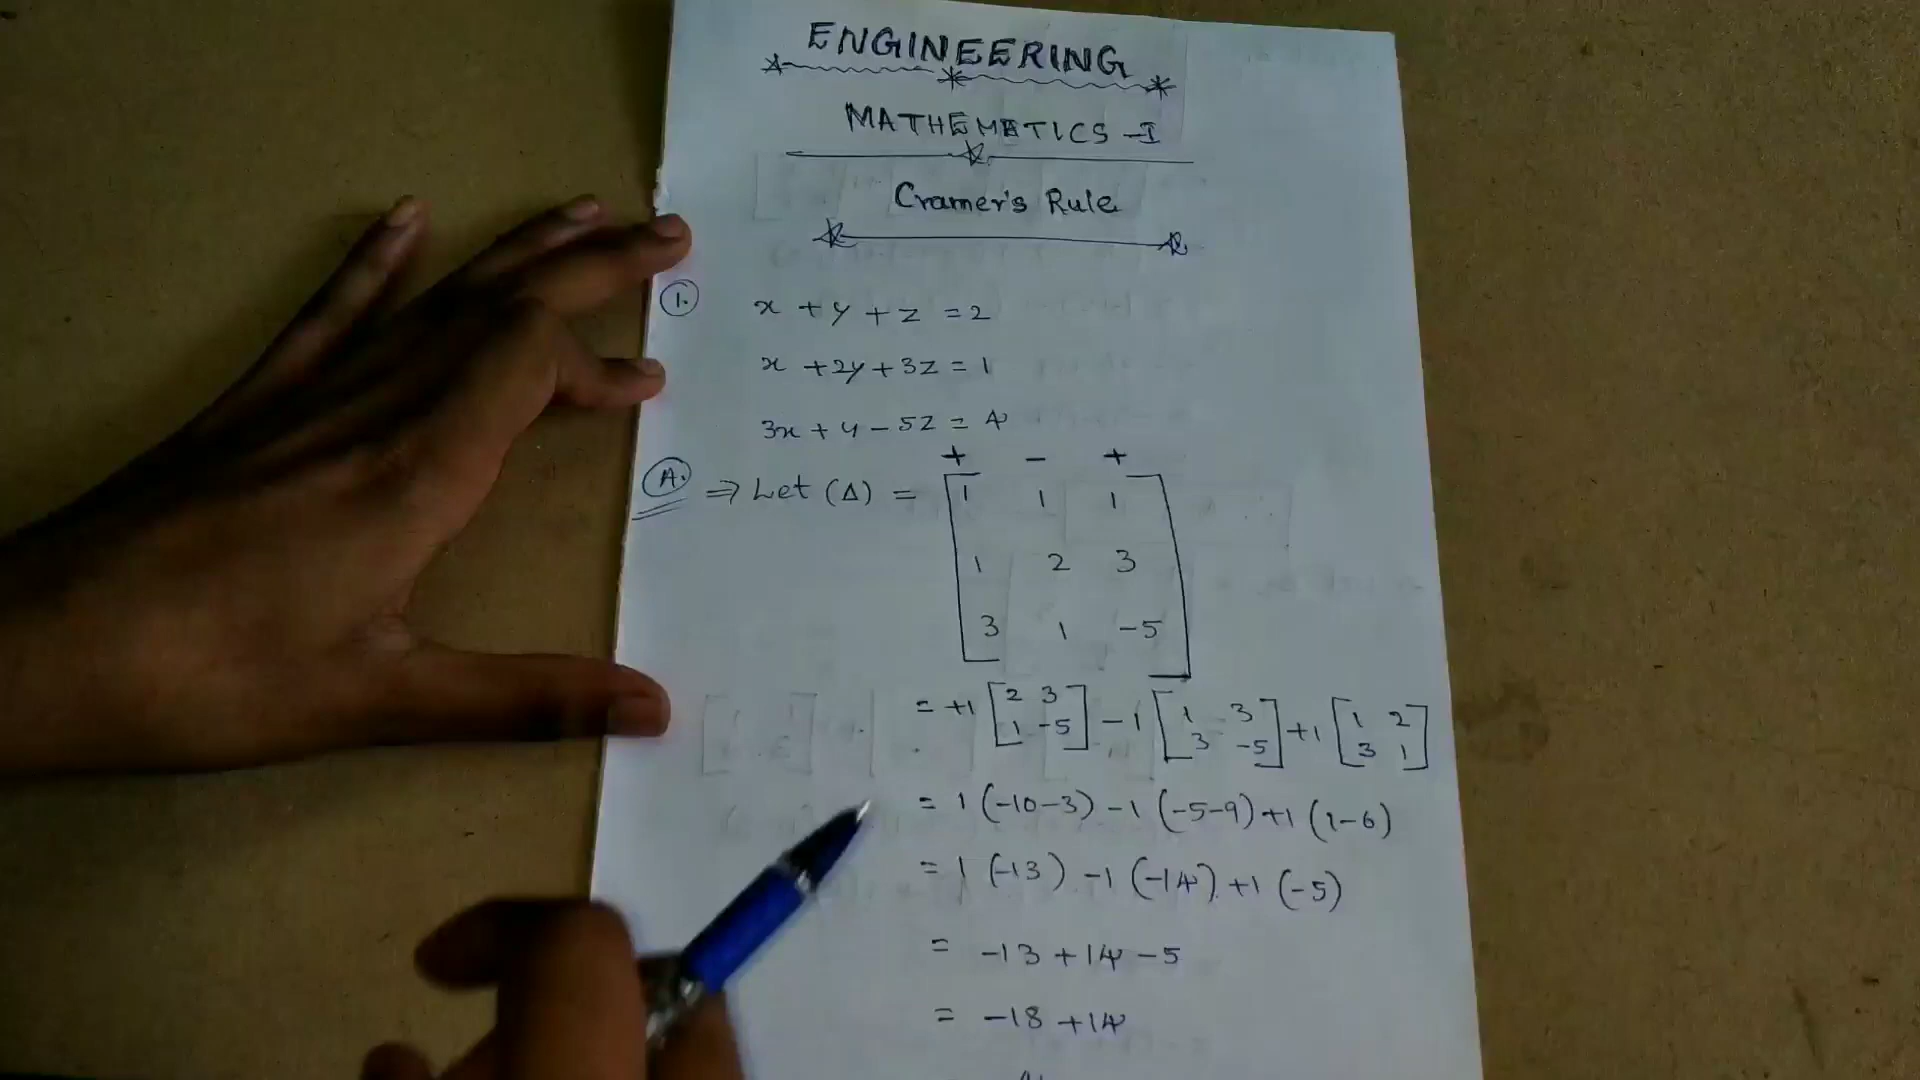 ENGINEERING
MATHEMATICS -I
Cramer's Rule
1. x + y + z = 2
x + 2y + 3z = 1
3x + y - 5z = 4
+ - +
A. ⇒ Let (Δ) = [1 1 1
1 2 3
3 1 -5]
= +1 [2 3 1 -5] - 1 [1 3 3 -5] +1 [1 2 3 1]
= 1 (-10-3) -1 (-5-9) +1 (1-6)
= 1 (-13) -1 (-14) +1 (-5)
= -13 + 14 - 5
= -18 + 14